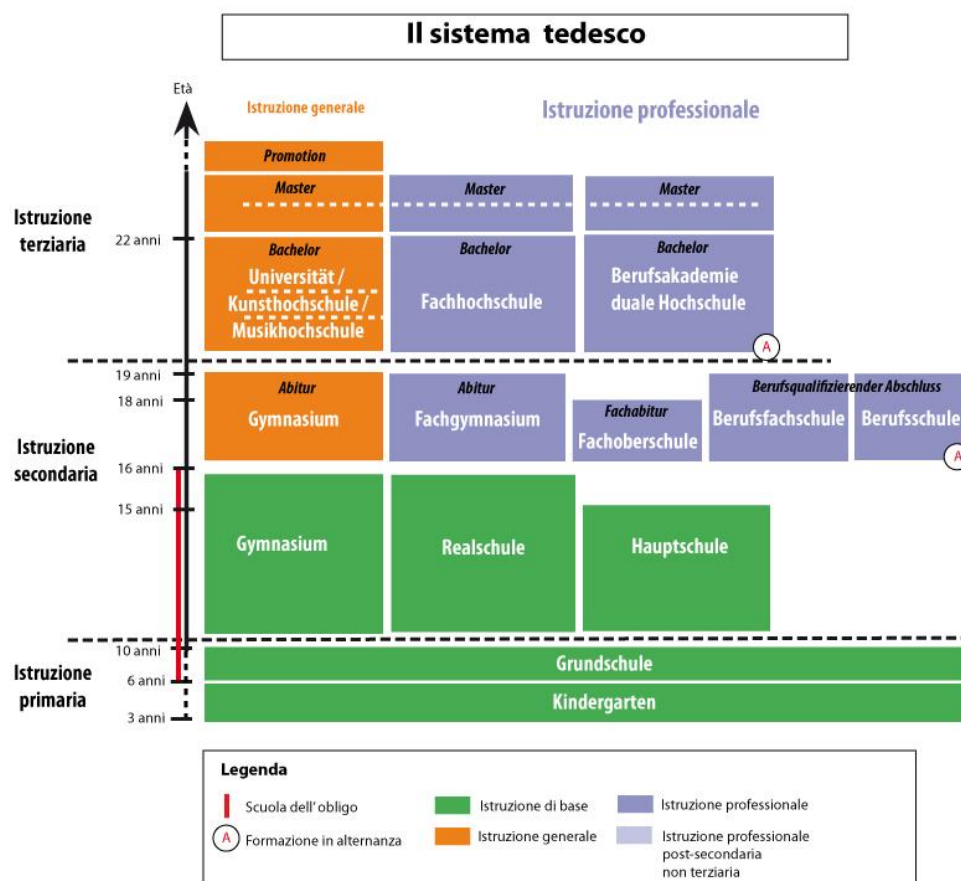 Il sistema tedesco
Età
Istruzione generale
Istruzione professionale
Promotion
Master
Master
Master
Istruzione
terziaria
22 anni
Bachelor
Universität /
Kunsthochschule /
Musikhochschule
Bachelor
Fachhochschule
Bachelor
Berufsakademie
duale Hochschule
A
19 anni
18 anni
Istruzione
secondaria
16 anni
15 anni
Abitur
Gymnasium
Abitur
Fachgymnasium
Fachabitur
Fachoberschule
Berufsqualifizierender Abschluss
Berufsfachschule
Berufsschule
A
Gymnasium
Realschule
Hauptschule
10 anni
Istruzione
primaria
6 anni
3 anni
Grundschule
Kindergarten
Legenda
Scuola dell' obligo
A Formazione in alternanza
Istruzione di base
Istruzione generale
Istruzione professionale
Istruzione professionale
post-secondaria
non terziaria